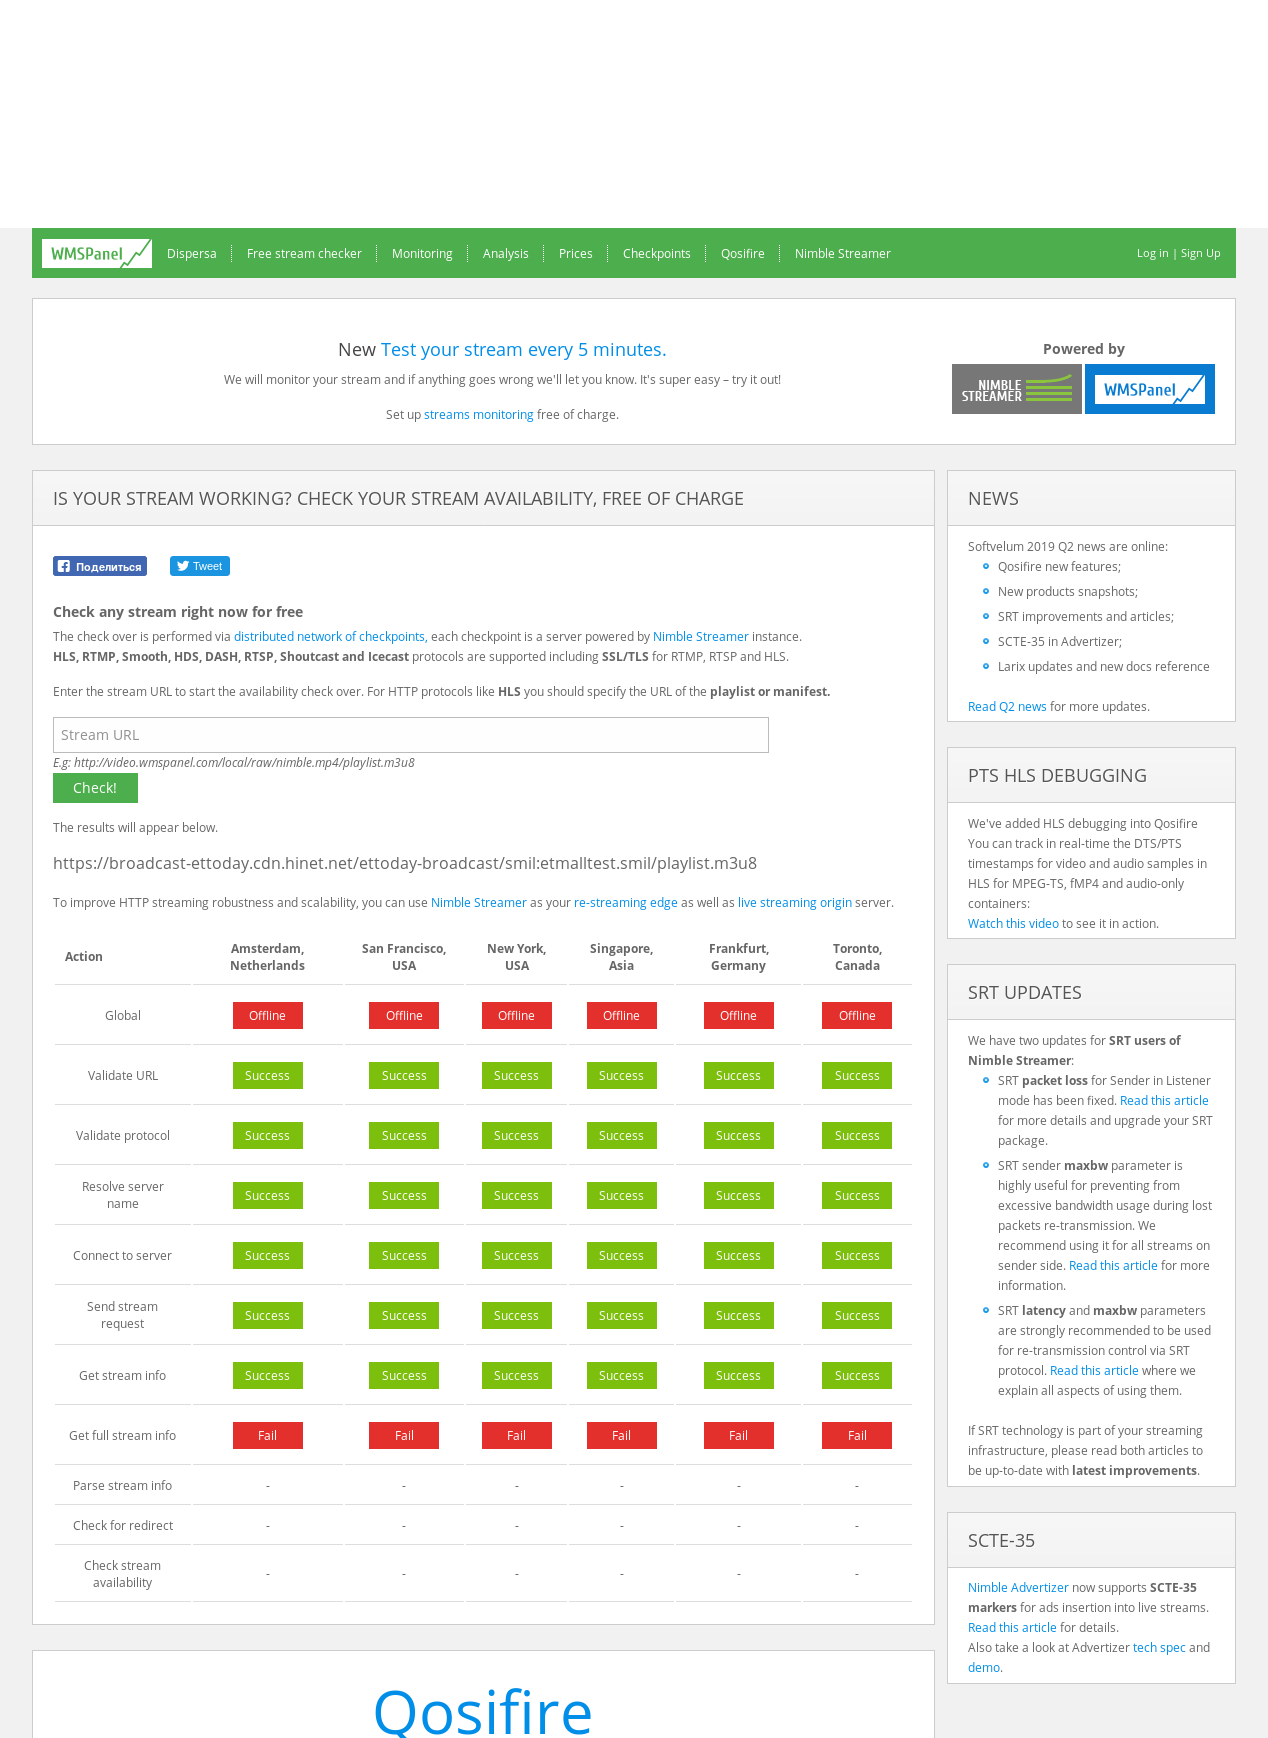 WMSPanel
Dispersa
Free stream checker
Monitoring
Analysis
Prices
Checkpoints
Qosifire
Nimble Streamer
Log in | Sign Up
New Test your stream every 5 minutes.
We will monitor your stream and if anything goes wrong we'll let you know. It's super easy – try it out!
Set up streams monitoring free of charge.
Powered by
NIMBLE
STREAMER
WMSPanel
IS YOUR STREAM WORKING? CHECK YOUR STREAM AVAILABILITY, FREE OF CHARGE
Поделиться
Tweet
Check any stream right now for free
The check over is performed via distributed network of checkpoints, each checkpoint is a server powered by Nimble Streamer instance.
HLS, RTMP, Smooth, HDS, DASH, RTSP, Shoutcast and Icecast protocols are supported including SSL/TLS for RTMP, RTSP and HLS.
Enter the stream URL to start the availability check over. For HTTP protocols like HLS you should specify the URL of the playlist or manifest.
Stream URL
E.g: http://video.wmspanel.com/local/raw/nimble.mp4/playlist.m3u8
Check!
The results will appear below.
https://broadcast-ettoday.cdn.hinet.net/ettoday-broadcast/smil:etmalltest.smil/playlist.m3u8
To improve HTTP streaming robustness and scalability, you can use Nimble Streamer as your re-streaming edge as well as live streaming origin server.
Action Amsterdam, Netherlands San Francisco, USA New York, USA Singapore, Asia Frankfurt, Germany Toronto, Canada
Global Offline Offline Offline Offline Offline Offline
Validate URL Success Success Success Success Success Success
Validate protocol Success Success Success Success Success Success
Resolve server name Success Success Success Success Success Success
Connect to server Success Success Success Success Success Success
Send stream request Success Success Success Success Success Success
Get stream info Success Success Success Success Success Success
Get full stream info Fail Fail Fail Fail Fail Fail
Parse stream info - - - - - -
Check for redirect - - - - - -
Check stream availability - - - - - -
Qosifire
NEWS
Softvelum 2019 Q2 news are online:
Qosifire new features;
New products snapshots;
SRT improvements and articles;
SCTE-35 in Advertizer;
Larix updates and new docs reference
Read Q2 news for more updates.
PTS HLS DEBUGGING
We've added HLS debugging into Qosifire
You can track in real-time the DTS/PTS
timestamps for video and audio samples in
HLS for MPEG-TS, fMP4 and audio-only
containers:
Watch this video to see it in action.
SRT UPDATES
We have two updates for SRT users of
Nimble Streamer:
SRT packet loss for Sender in Listener
mode has been fixed. Read this article
for more details and upgrade your SRT
package.
SRT sender maxbw parameter is
highly useful for preventing from
excessive bandwidth usage during lost
packets re-transmission. We
recommend using it for all streams on
sender side. Read this article for more
information.
SRT latency and maxbw parameters
are strongly recommended to be used
for re-transmission control via SRT
protocol. Read this article where we
explain all aspects of using them.
If SRT technology is part of your streaming
infrastructure, please read both articles to
be up-to-date with latest improvements.
SCTE-35
Nimble Advertizer now supports SCTE-35
markers for ads insertion into live streams.
Read this article for details.
Also take a look at Advertizer tech spec and
demo.